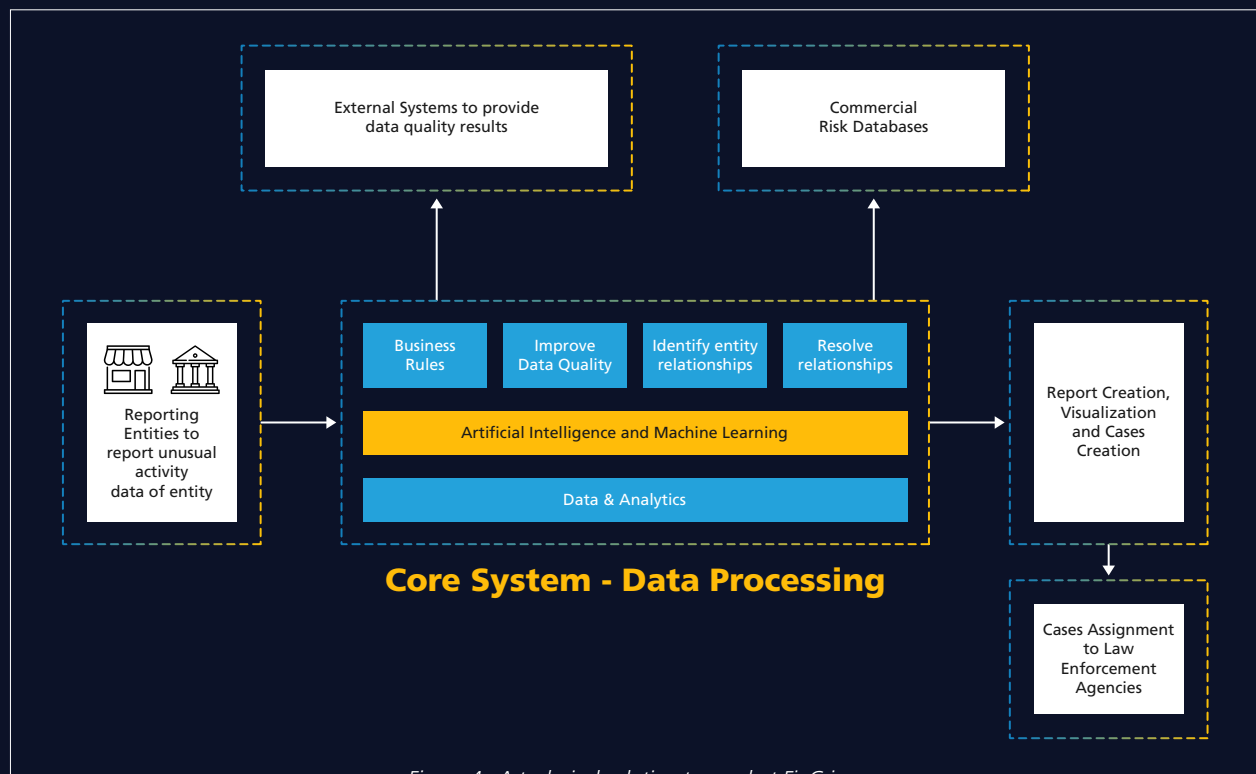 External Systems to provide
data quality results
Commercial
Risk Databases
Reporting
Entities to
report unusual
activity
data of entity
Business
Rules
Improve
Data Quality
Identify entity
relationships
Resolve
relationships
Artificial Intelligence and Machine Learning
Data & Analytics
Core System - Data Processing
Report Creation,
Visualization
and Cases
Creation
Cases Assignment
to Law
Enforcement
Agencies